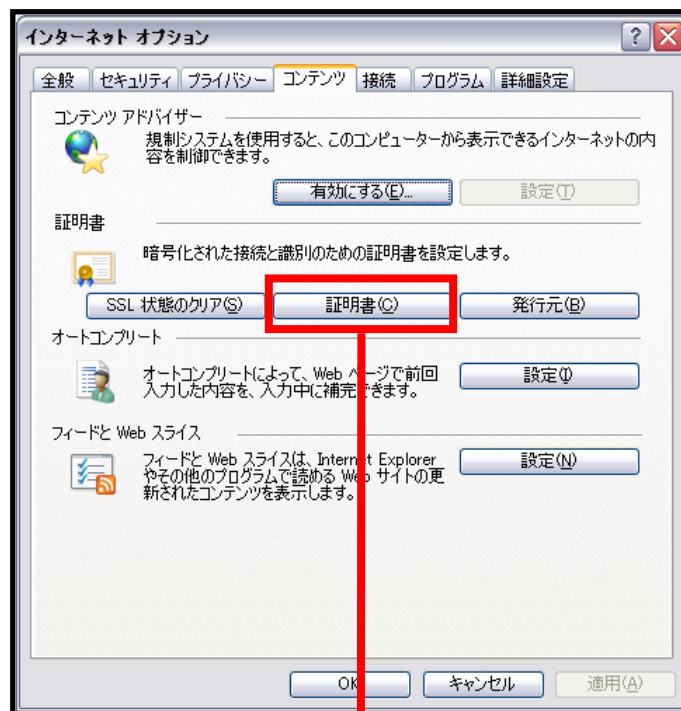 インターネット オプション
全般 セキュリティ プライバシー コンテンツ 接続 プログラム 詳細設定
コンテンツ アドバイザー
規制システムを使用すると、このコンピューターから表示できるインターネットの内
容を制御できます。
有効にする(E)... 設定(T)
証明書
暗号化された接続と識別のための証明書を設定します。
SSL 状態のクリア(S) 証明書(C) 発行元(B)
オートコンプリート
オートコンプリートによって、Web ページで前回
入力した内容を、入力中に補完できます。
設定(I)
フィードと Web スライス
フィードと Web スライスは、Internet Explorer
やその他のプログラムで読める Web サイトの更
新されたコンテンツを表示します。
設定(N)
OK キャンセル 適用(A)